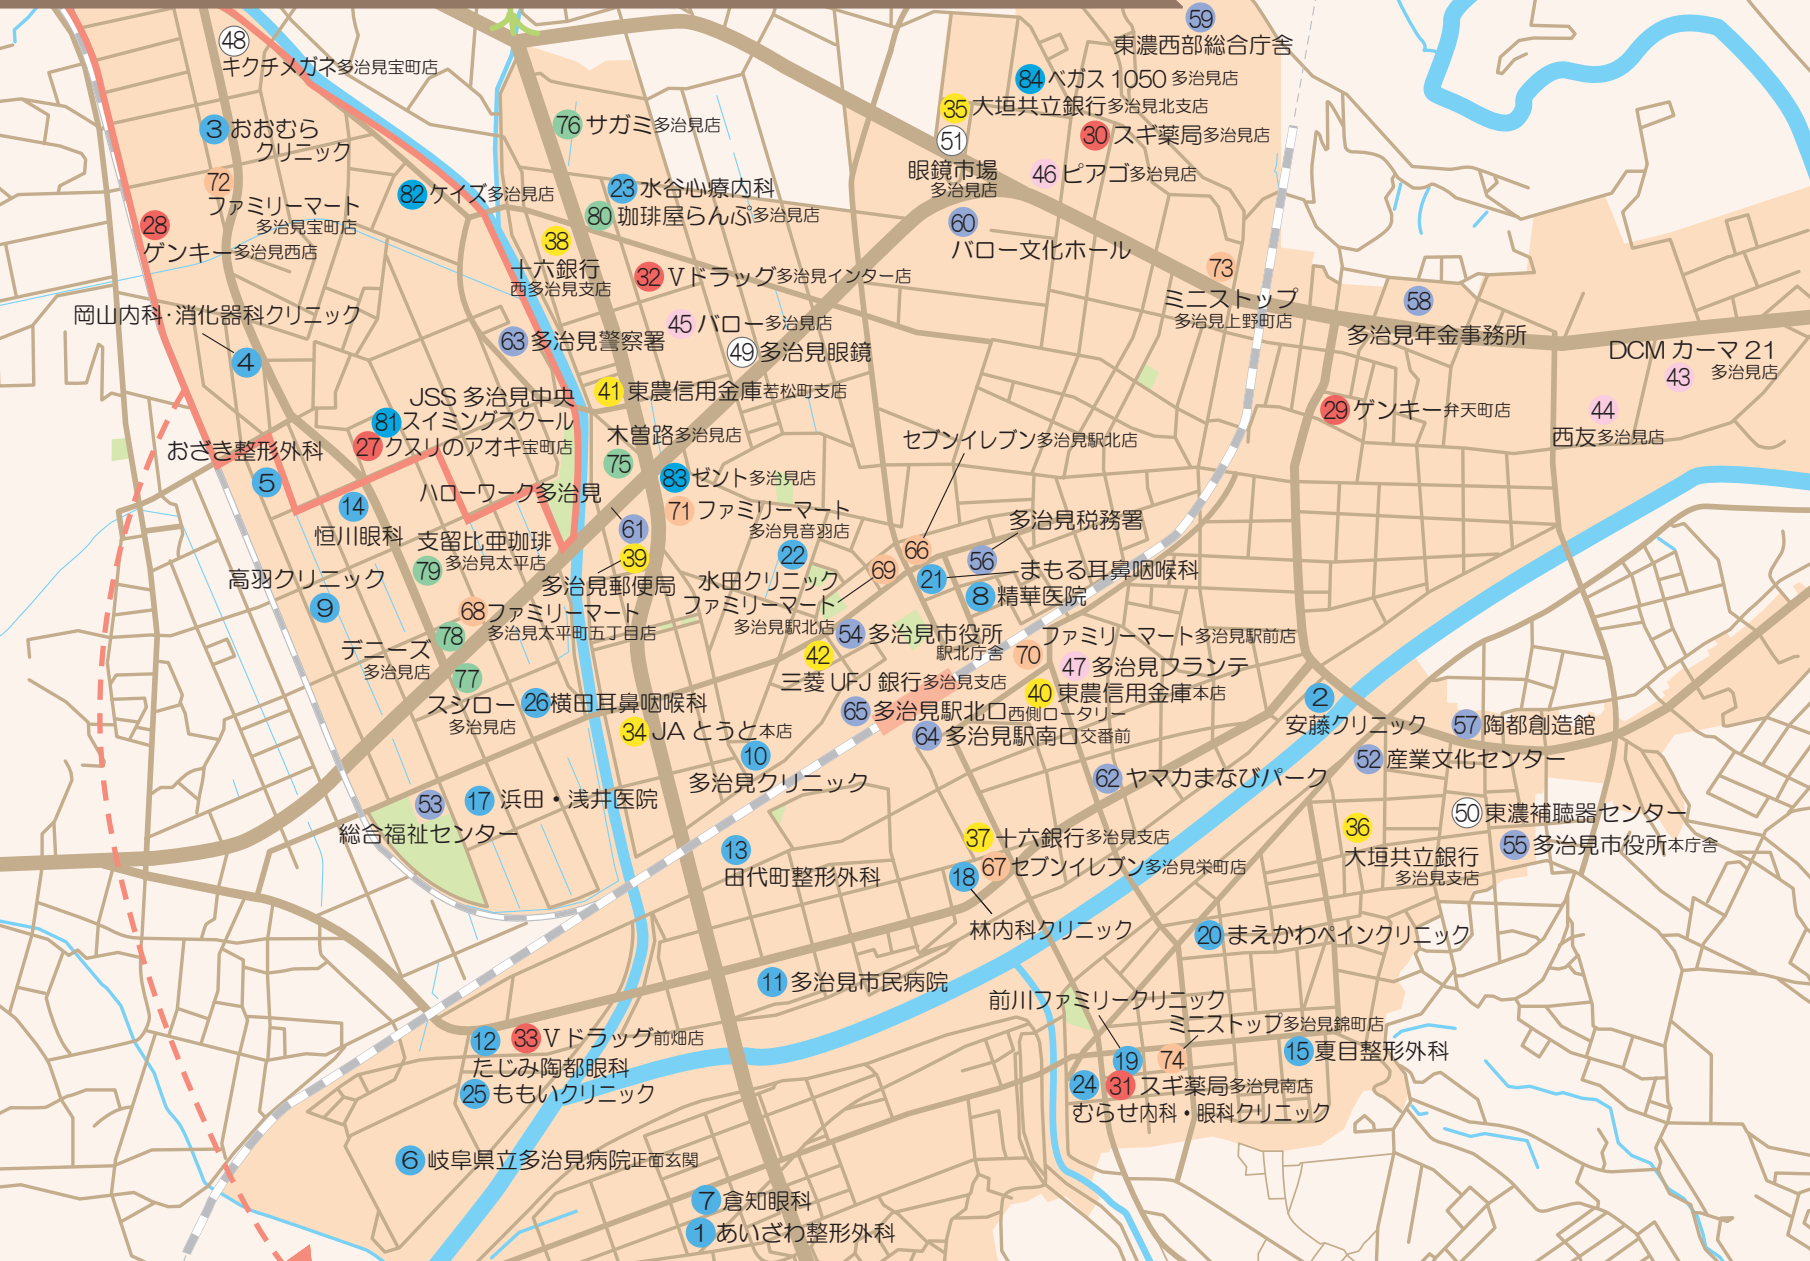 48
キクチメガネ多治見宝町店
59
東濃西部総合庁舎
84 ベガス 1050 多治見店
35 大垣共立銀行多治見北支店
51
眼鏡市場
多治見店
30 スギ薬局多治見店
46 ピアゴ多治見店
3 おおむら
クリニック
76 サガミ多治見店
72
ファミリーマート
多治見宝町店
82 ケイズ多治見店
23 水谷心療内科
80 珈琲屋らんぷ多治見店
28
ゲンキー多治見西店
38
十六銀行
西多治見支店
32 Vドラッグ多治見インター店
60
バロー文化ホール
73
ミニストップ
多治見上野町店
58
多治見年金事務所
岡山内科・消化器科クリニック
4
63 多治見警察署
45 バロー多治見店
49 多治見眼鏡
DCM カーマ 21
43 多治見店
44
西友多治見店
29 ゲンキー弁天町店
41 東農信用金庫若松町支店
JSS 多治見中央
81 スイミングスクール
27 クスリのアオキ宝町店
おざき整形外科
5
木曽路多治見店
75
セブンイレブン多治見駅北店
83 ゼント多治見店
ハローワーク多治見
61
71 ファミリーマート
多治見音羽店
14
恒川眼科
支留比亜珈琲
79 多治見太平店
39
多治見郵便局
22
水田クリニック
66
多治見税務署
56
69
21 まもる耳鼻咽喉科
8 精華医院
高羽クリニック
9
68 ファミリーマート
多治見太平町五丁目店
ファミリーマート
多治見駅北店
54 多治見市役所
駅北庁舎
78
デニーズ
多治見店
42
三菱 UFJ 銀行多治見支店
ファミリーマート多治見駅前店
70
47 多治見フランテ
40 東農信用金庫本店
77
スシロー
多治見店
26 横田耳鼻咽喉科
65 多治見駅北口西側ロータリー
64 多治見駅南口交番前
34 JA とうと本店
10
多治見クリニック
2
安藤クリニック
57 陶都創造館
52 産業文化センター
62 ヤマカまなびパーク
53
総合福祉センター
17 浜田・浅井医院
50 東濃補聴器センター
36
大垣共立銀行
多治見支店
55 多治見市役所本庁舎
37 十六銀行多治見支店
67 セブンイレブン多治見栄町店
13
田代町整形外科
18
林内科クリニック
20 まえかわペインクリニック
11 多治見市民病院
前川ファミリークリニック
19
ミニストップ多治見錦町店
74
15 夏目整形外科
12
たじみ陶都眼科
33 Vドラッグ前畑店
25 ももいクリニック
24
31 スギ薬局多治見南店
むらせ内科・眼科クリニック
6 岐阜県立多治見病院正面玄関
7 倉知眼科
1 あいざわ整形外科